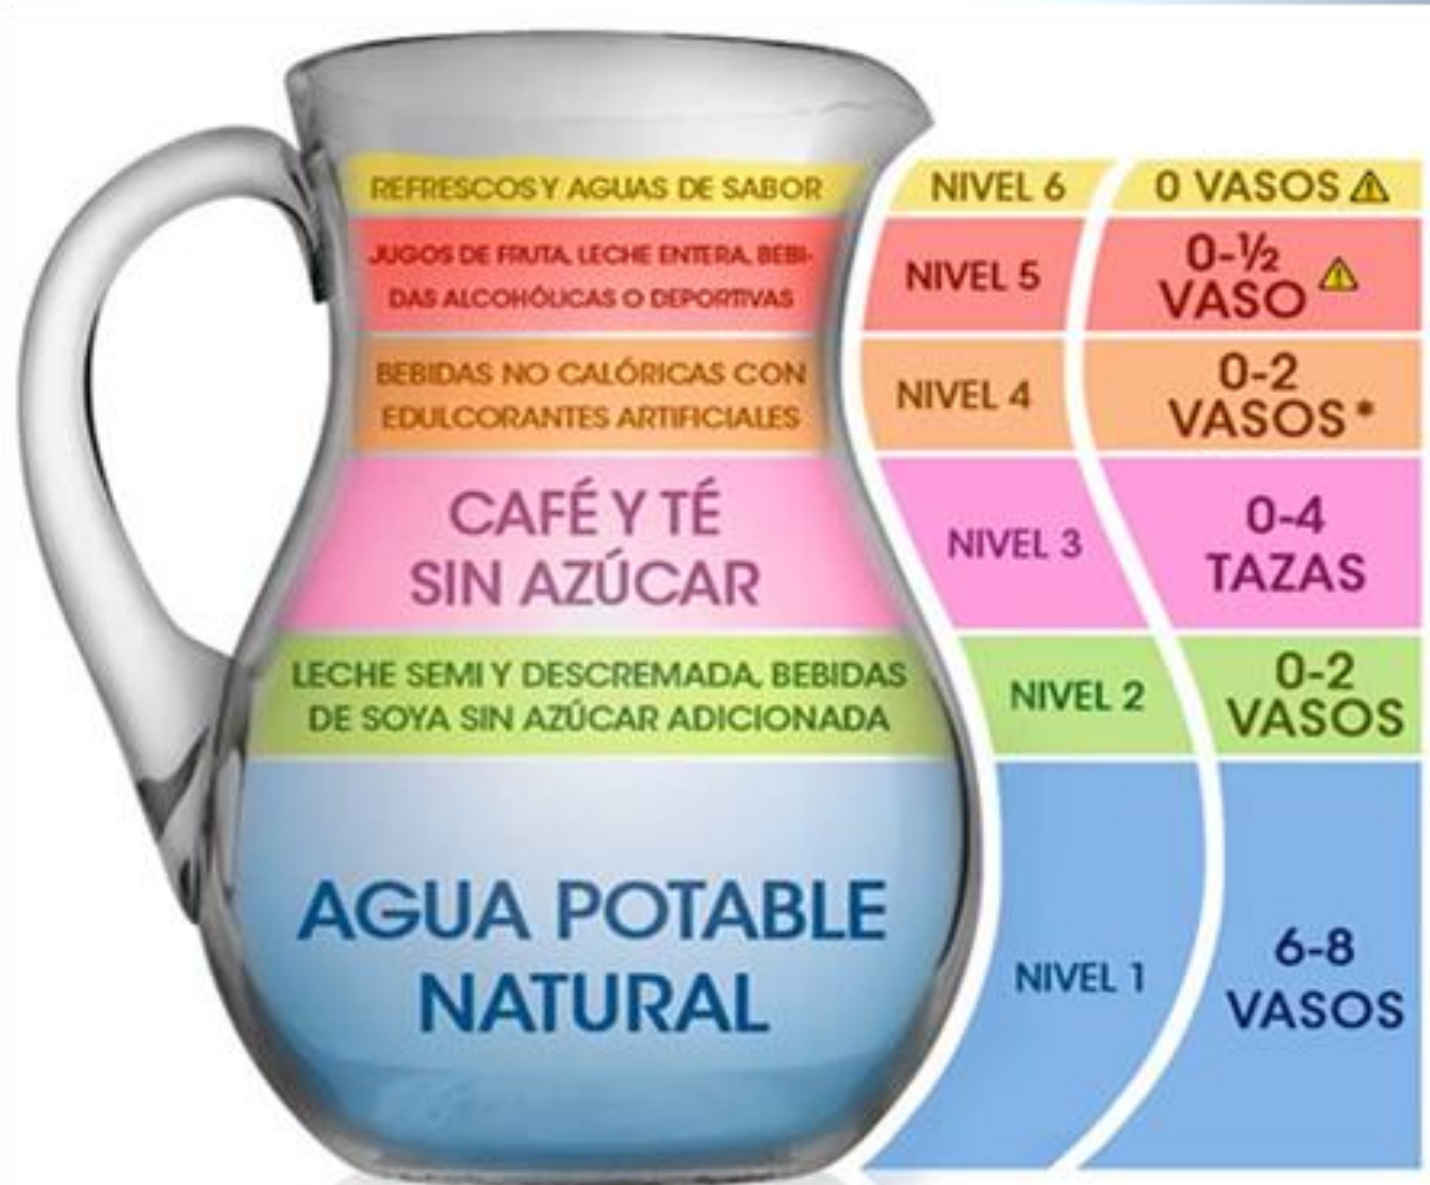 REFRESCOS Y AGUAS DE SABOR
NIVEL 6
0 VASOS
JUGOS DE FRUTA, LECHE ENTERA, BEBI-
DAS ALCOHÓLICAS O DEPORTIVAS
NIVEL 5
0-½
VASO
BEBIDAS NO CALÓRICAS CON
EDULCORANTES ARTIFICIALES
NIVEL 4
0-2
VASOS*
CAFÉ Y TÉ
SIN AZÚCAR
NIVEL 3
0-4
TAZAS
LECHE SEMI Y DESCREMADA, BEBIDAS
DE SOYA SIN AZÚCAR ADICIONADA
NIVEL 2
0-2
VASOS
AGUA POTABLE
NATURAL
NIVEL 1
6-8
VASOS